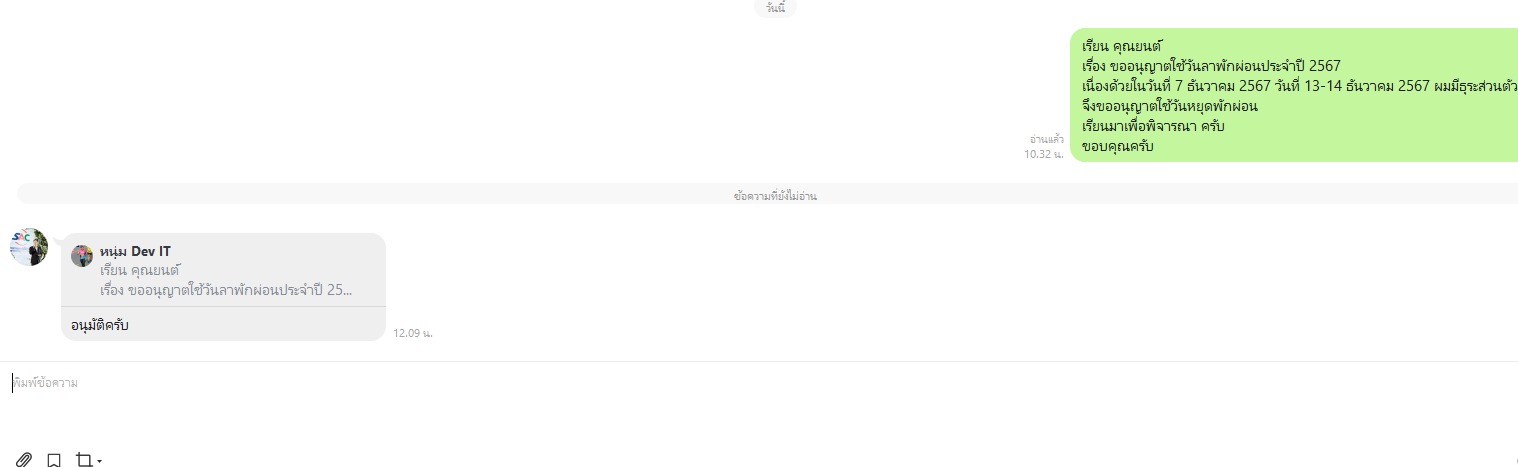 วันนี้
เรียน คุณยนต์
เรื่อง ขออนุญาตใช้วันลาพักผ่อนประจำปี 2567
เนื่องด้วยในวันที่ 7 ธันวาคม 2567 วันที่ 13-14 ธันวาคม 2567 ผมมีธุระส่วนตัว
จึงขออนุญาตใช้วันหยุดพักผ่อน
เรียนมาเพื่อพิจารณา ครับ
ขอบคุณครับ
อ่านแล้ว
10.32 น.
ข้อความที่ยังไม่อ่าน
SAC
หนุ่ม Dev IT
เรียน คุณยนต์
เรื่อง ขออนุญาตใช้วันลาพักผ่อนประจำปี 25...
อนุมัติครับ
12.09 น.
พิมพ์ข้อความ